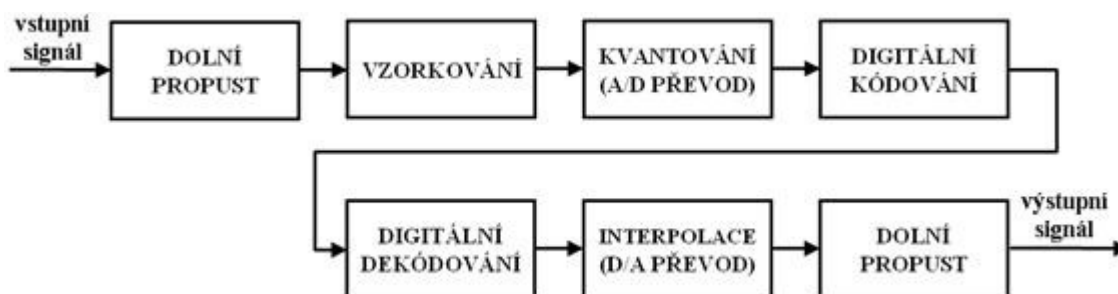 vstupní
signál
DOLNÍ
PROPUST
VZORKOVÁNÍ
KVANTOVÁNÍ
(A/D PŘEVOD)
DIGITÁLNÍ
KÓDOVÁNÍ
DIGITÁLNÍ
DEKÓDOVÁNÍ
INTERPOLACE
(D/A PŘEVOD)
DOLNÍ
PROPUST
výstupní
signál